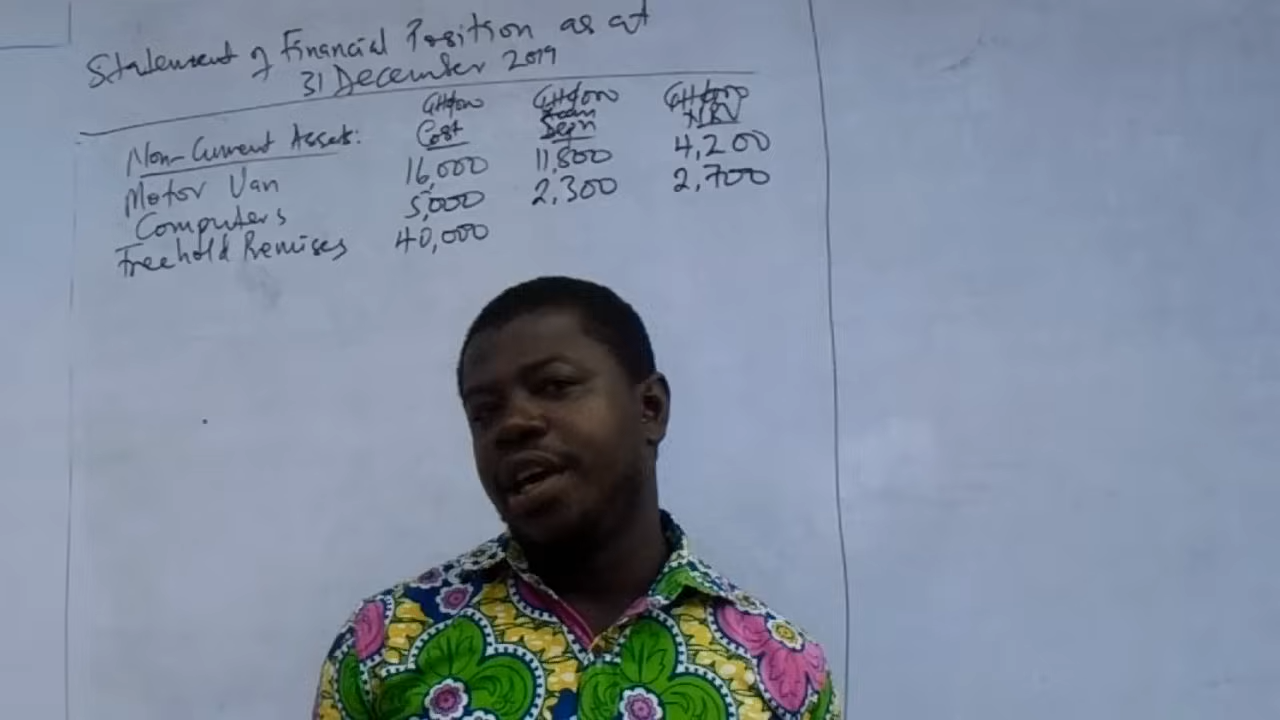 Statement of Financial Position as at
31 December 2019
GH¢000 GH¢000 GH¢000
Non-Current Assets: Cost Depn NBV
Motor Van 16,000 11,800 4,200
Computers 5,000 2,300 2,700
Freehold Premises 40,000